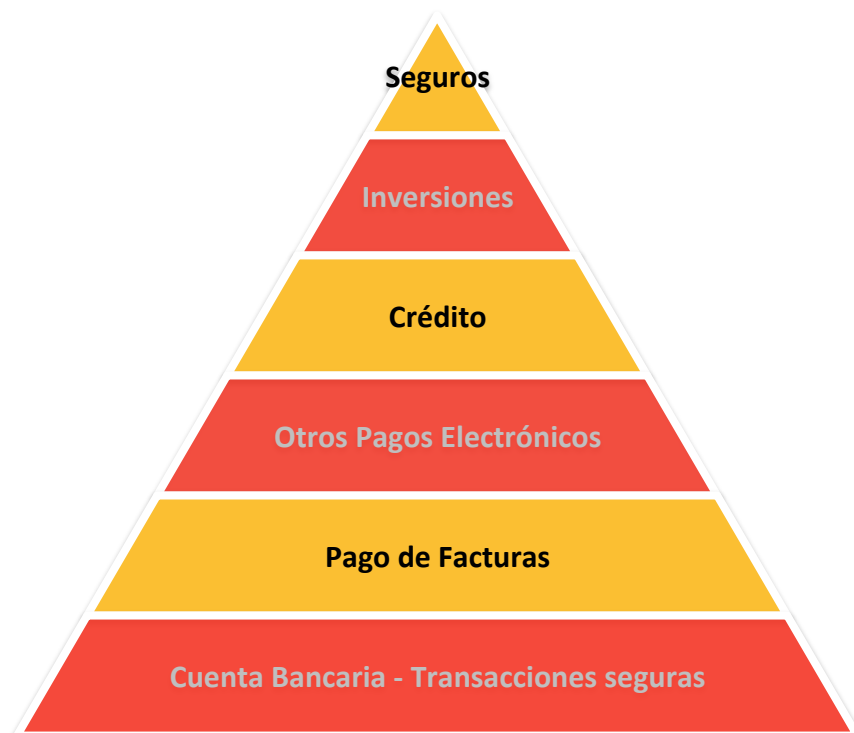 Seguros
Inversiones
Crédito
Otros Pagos Electrónicos
Pago de Facturas
Cuenta Bancaria - Transacciones seguras